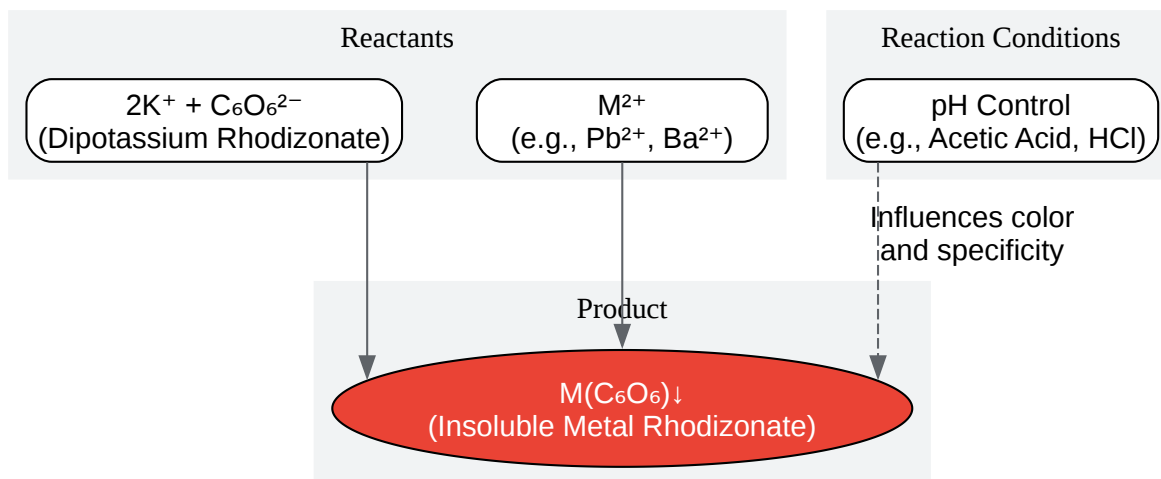 Reactants
2K⁺ + C₆O₆²⁻
(Dipotassium Rhodizonate)
M²⁺
(e.g., Pb²⁺, Ba²⁺)
Reaction Conditions
pH Control
(e.g., Acetic Acid, HCl)
Influences color
and specificity
Product
M(C₆O₆)↓
(Insoluble Metal Rhodizonate)